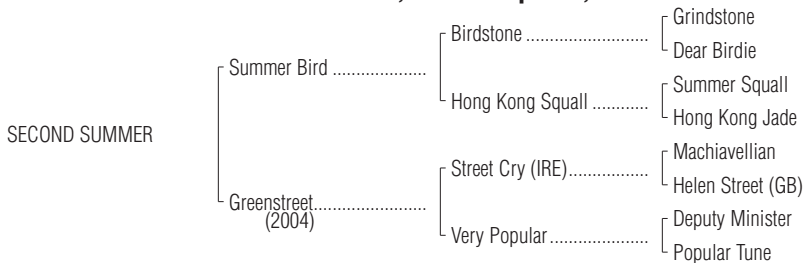 Grindstone
Birdstone ........................
Dear Birdie
Summer Bird .....................
Summer Squall
Hong Kong Squall ............
Hong Kong Jade
SECOND SUMMER
Machiavellian
Street Cry (IRE)...................
Helen Street (GB)
Greenstreet.........................
(2004)
Deputy Minister
Very Popular.......................
Popular Tune